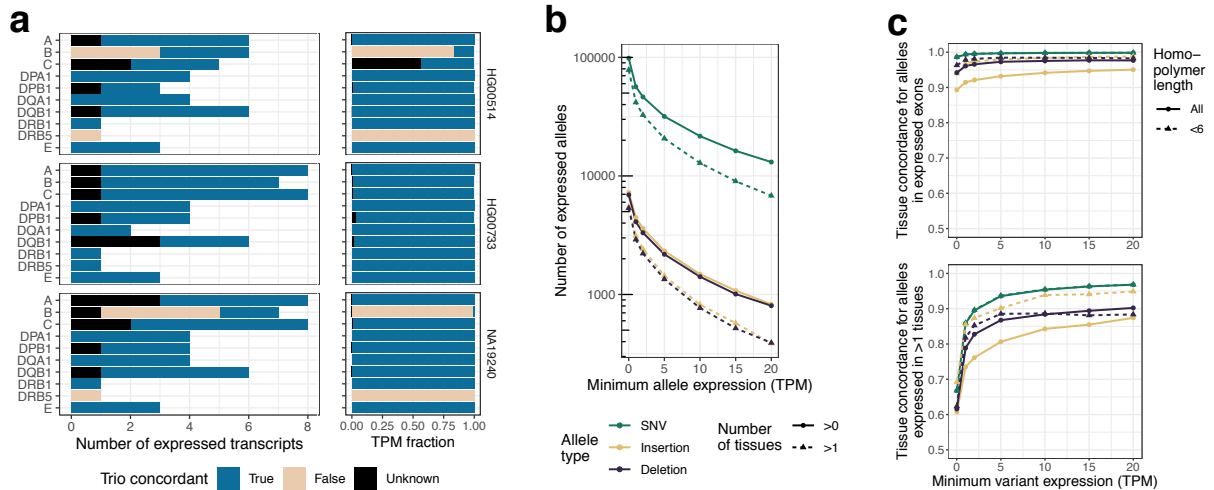 a
A
B
C
DPA1
DPB1
DQA1
DQB1
DRB1
DRB5
E
HG00514
A
B
C
DPA1
DPB1
DQA1
DQB1
DRB1
DRB5
E
HG00733
A
B
C
DPA1
DPB1
DQA1
DQB1
DRB1
DRB5
E
NA19240
0 2 4 6 8
Number of expressed transcripts
0.00 0.25 0.50 0.75 1.00
TPM fraction
Trio concordant True False Unknown
b
Number of expressed alleles
100000
10000
1000
0 5 10 15 20
Minimum allele expression (TPM)
Allele type
SNV
Insertion
Deletion
Number of tissues
>0
>1
c
Tissue concordance for alleles
in expressed exons
1.0
0.9
0.8
0.7
0.6
0.5
0 5 10 15 20
Homo-
polymer
length
All
<6
Tissue concordance for alleles
expressed in >1 tissues
1.0
0.9
0.8
0.7
0.6
0.5
0 5 10 15 20
Minimum variant expression (TPM)